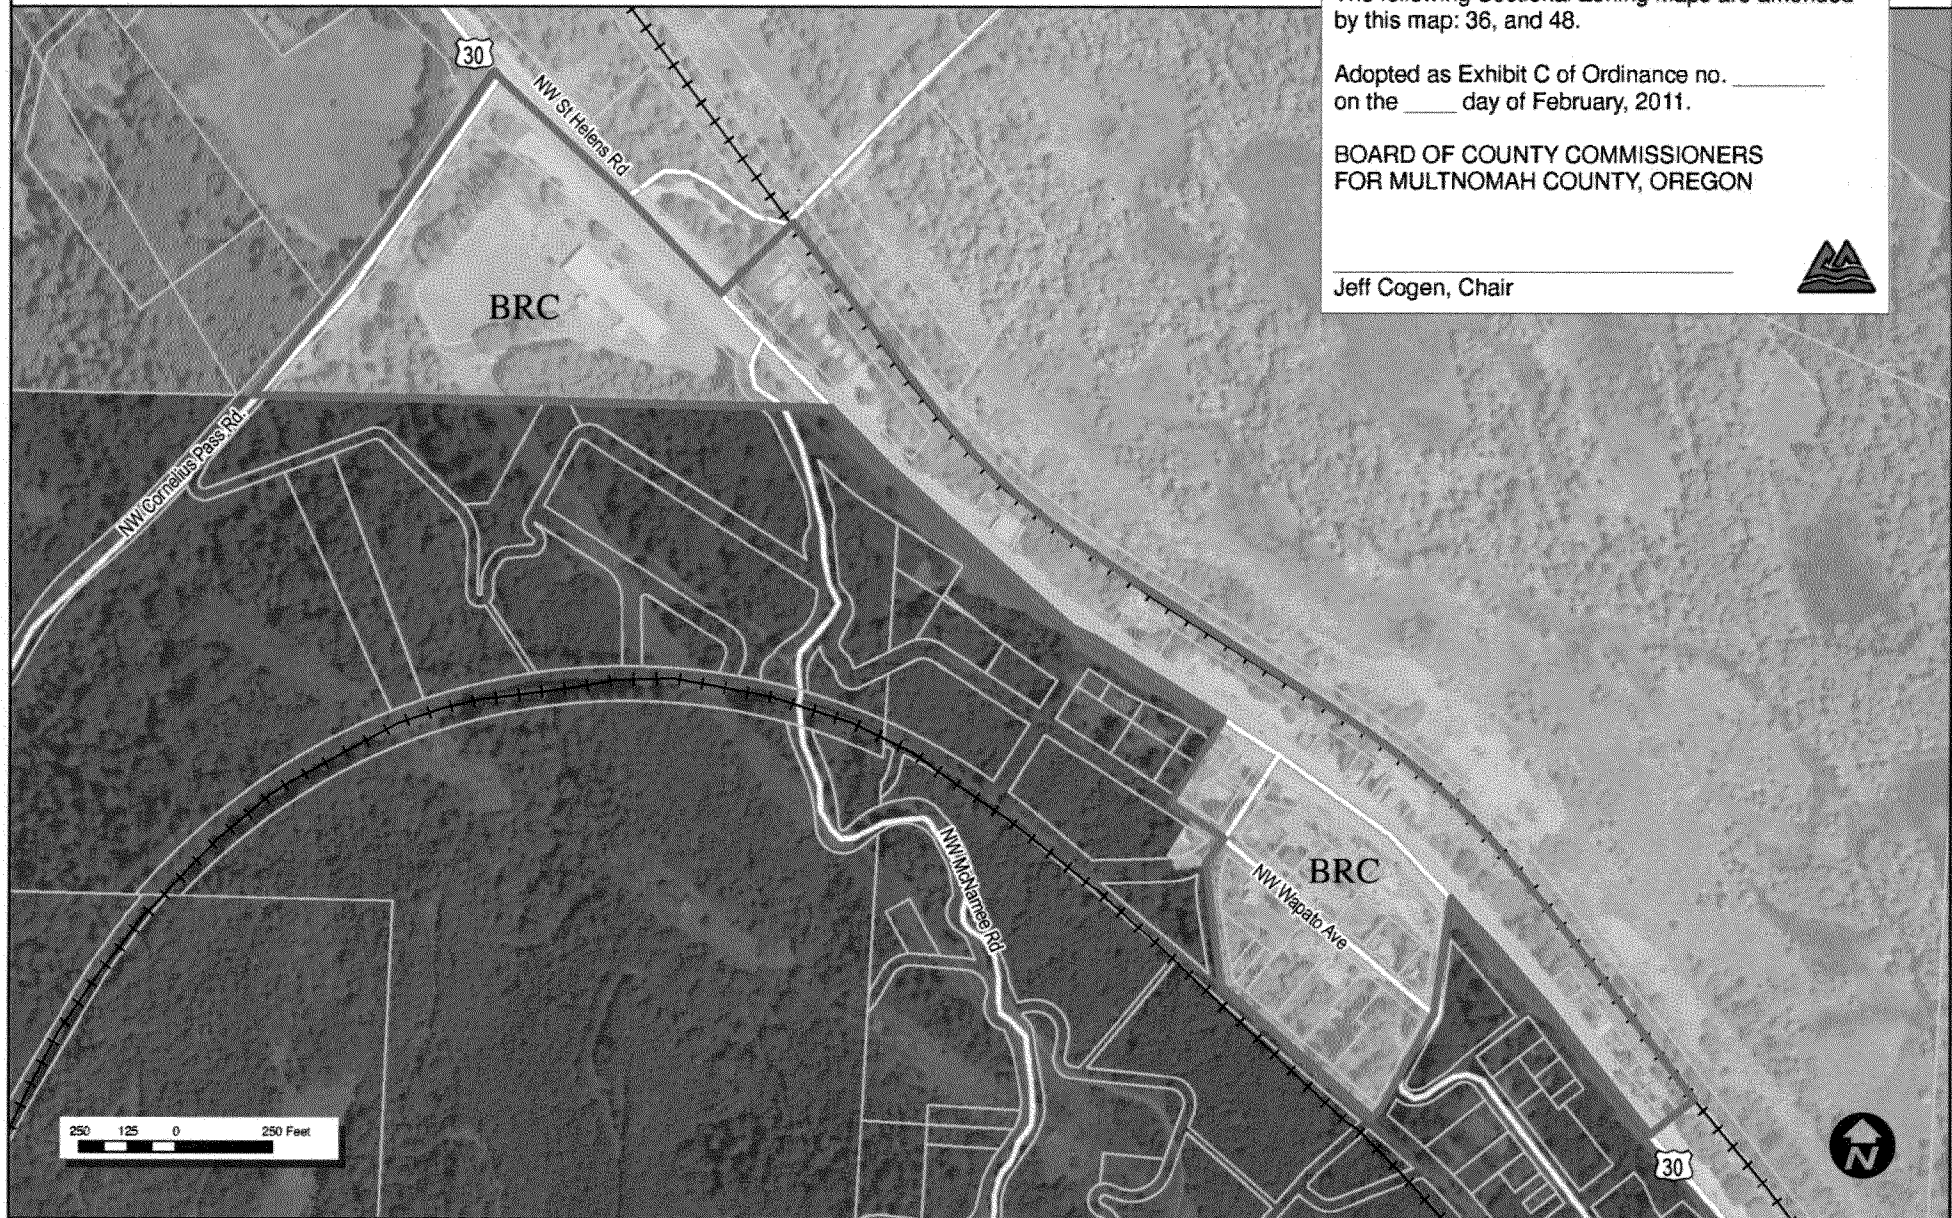 by this map: 36, and 48.
Adopted as Exhibit C of Ordinance no. ________
on the ____ day of February, 2011.
BOARD OF COUNTY COMMISSIONERS
FOR MULTNOMAH COUNTY, OREGON
Jeff Cogen, Chair
30
NW St Helens Rd
BRC
NW Cornelius Pass Rd.
NW McNamee Rd
BRC
NW Wapato Ave
250 125 0 250 Feet
30
N